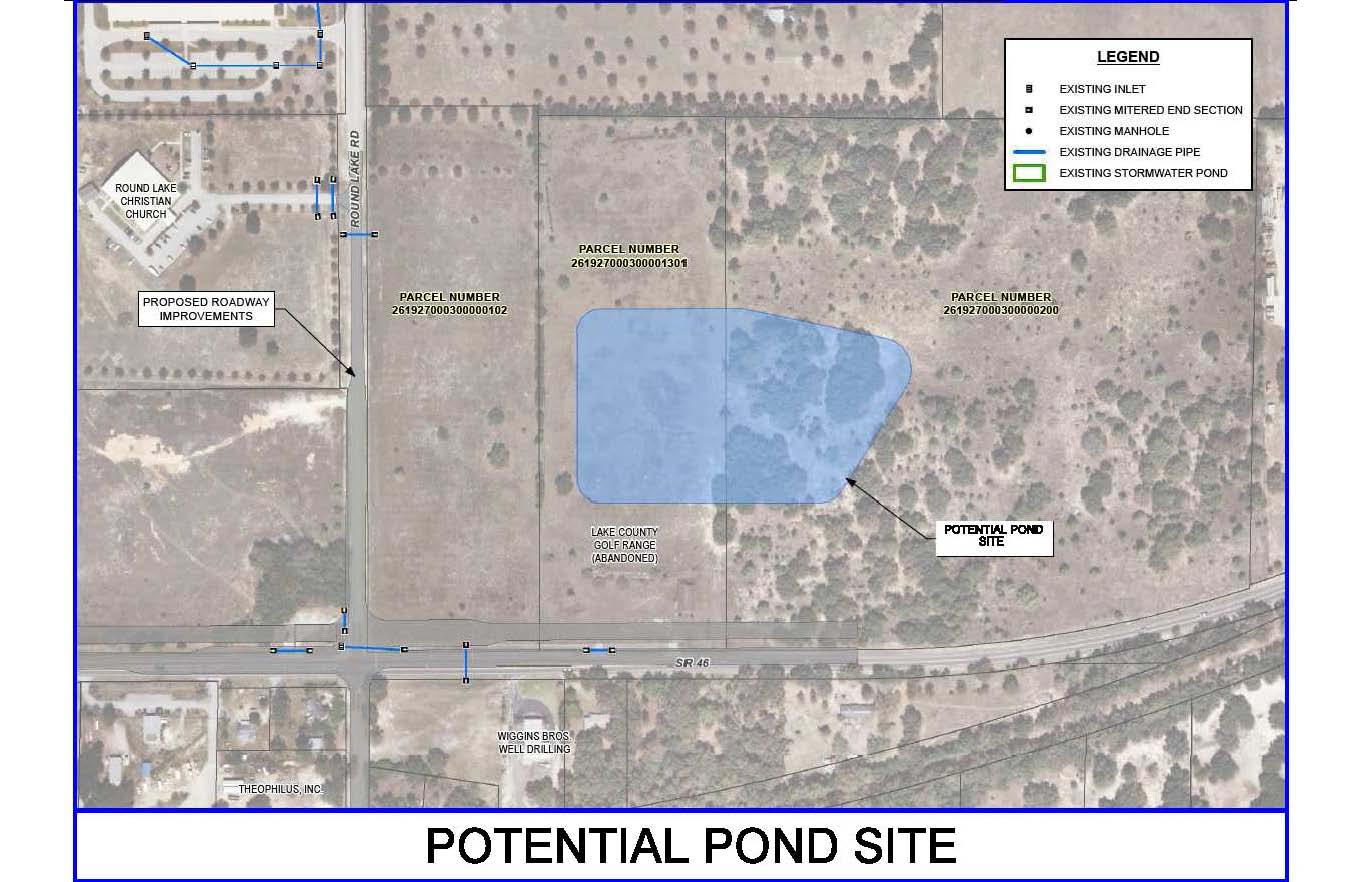 LEGEND
EXISTING INLET
EXISTING MITERED END SECTION
EXISTING MANHOLE
EXISTING DRAINAGE PIPE
EXISTING STORMWATER POND
ROUND LAKE RD
ROUND LAKE
CHRISTIAN
CHURCH
PARCEL NUMBER
261927000300001301
PROPOSED ROADWAY
IMPROVEMENTS
PARCEL NUMBER
261927000300000102
PARCEL NUMBER
261927000300000200
LAKE COUNTY
GOLF RANGE
(ABANDONED)
POTENTIAL POND
SITE
SR 46
WIGGINS BROS.
WELL DRILLING
THEOPHILUS, INC.
POTENTIAL POND SITE